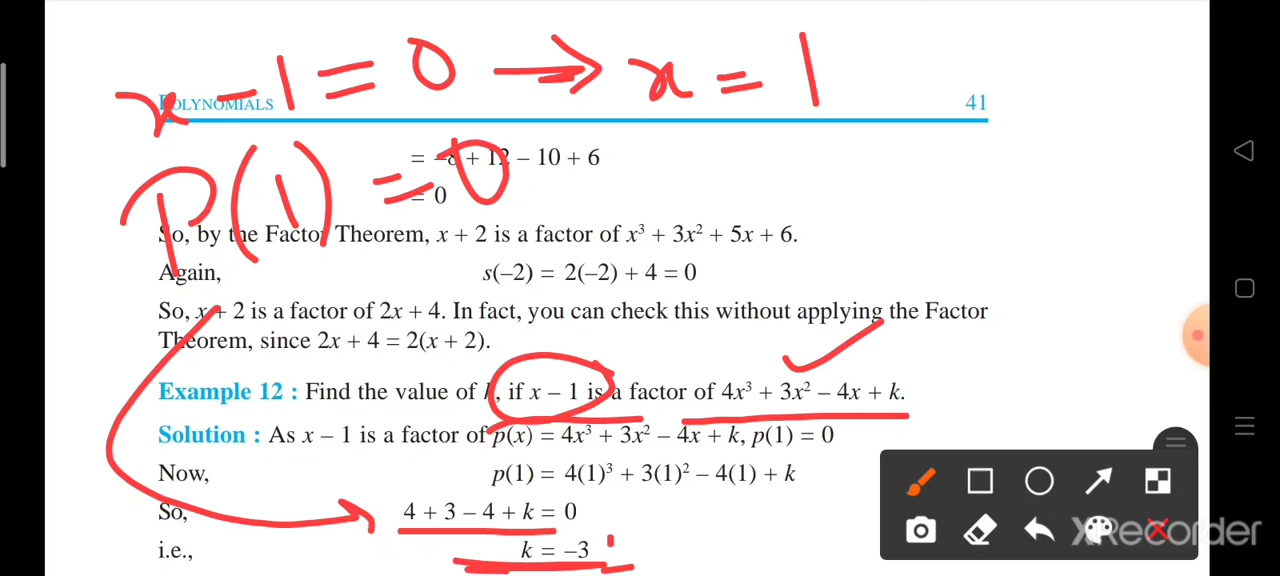 x - 1 = 0 → x = 1
POLYNOMIALS 41
= –8 + 12 – 10 + 6
P(1) = 0
= 0
So, by the Factor Theorem, x + 2 is a factor of x³ + 3x² + 5x + 6.
Again, s(–2) = 2(–2) + 4 = 0
So, x + 2 is a factor of 2x + 4. In fact, you can check this without applying the Factor
Theorem, since 2x + 4 = 2(x + 2).
Example 12 : Find the value of k, if x – 1 is a factor of 4x³ + 3x² – 4x + k.
Solution : As x – 1 is a factor of p(x) = 4x³ + 3x² – 4x + k, p(1) = 0
Now, p(1) = 4(1)³ + 3(1)² – 4(1) + k
So, 4 + 3 – 4 + k = 0
i.e., k = –3
XRecorder